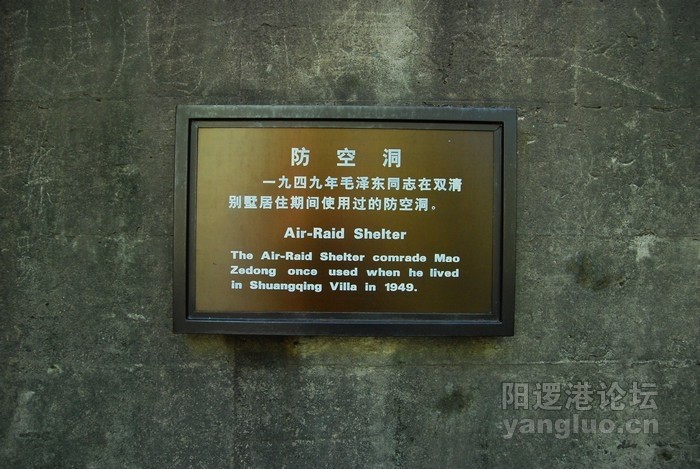 防空洞
一九四九年毛泽东同志在双清
别墅居住期间使用过的防空洞。
Air-Raid Shelter
The Air-Raid Shelter comrade Mao
Zedong once used when he lived
in Shuangqing Villa in 1949.
阳逻港论坛
yangluo.cn